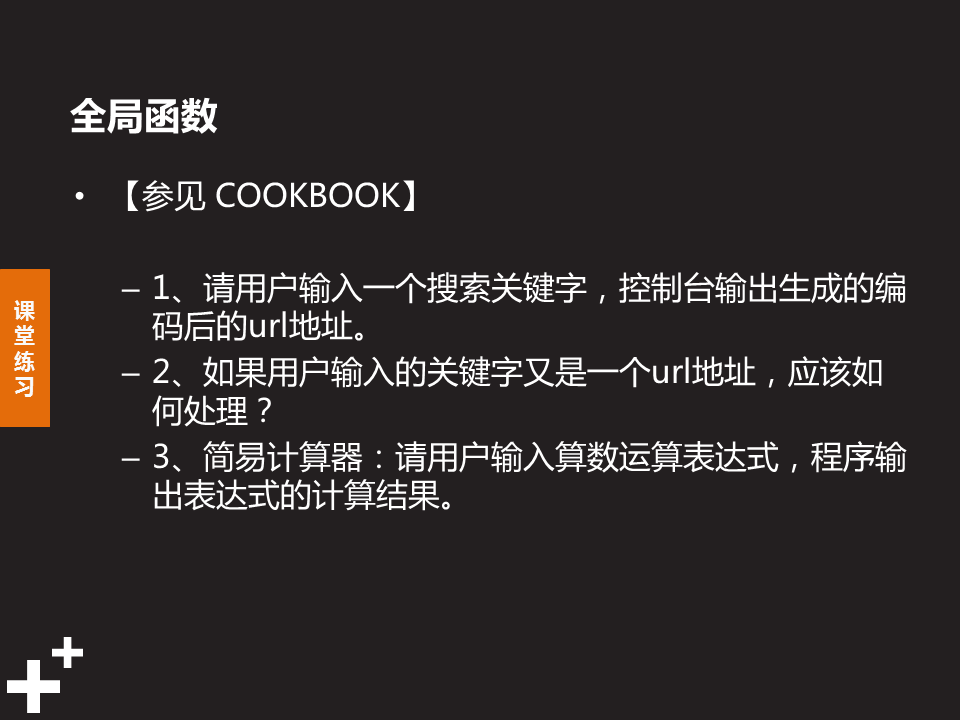 全局函数
• 【参见 COOKBOOK】
– 1、请用户输入一个搜索关键字，控制台输出生成的编
码后的url地址。
– 2、如果用户输入的关键字又是一个url地址，应该如
何处理？
– 3、简易计算器：请用户输入算数运算表达式，程序输
出表达式的计算结果。
课
堂
练
习